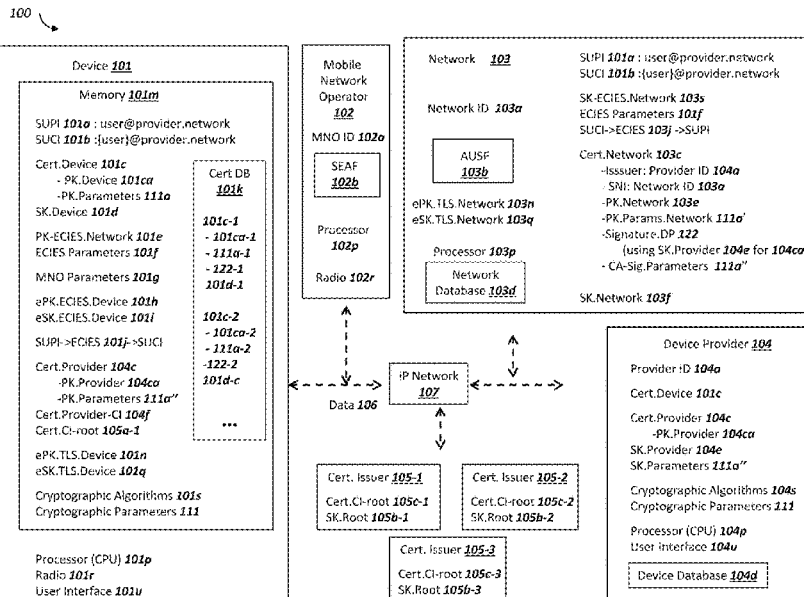 100
Device 101
Memory 101m
SUPI 101a : user@provider.network
SUCI 101b :{user}@provider.network
Cert.Device 101c
- PK.Device 101ca
-PK.Parameters 111a
SK.Device 101d
PK-ECIES.Network 101e
ECIES Parameters 101f
MNO Parameters 101g
ePK.ECIES.Device 101h
eSK.ECIES.Device 101i
SUPI->ECIES 101j->SUCI
Cert.Provider 104c
-PK.Provider 104ca
-PK.Parameters 111a''
Cert.Provider-CI 104f
Cert.CI-root 105a-1
ePK.TLS.Device 101n
eSK.TLS.Device 101q
Cryptographic Algorithms 101s
Cryptographic Parameters 111
Cert DB
101k
101c-1
- 101ca-1
- 111a-1
- 122-1
101d-1
101c-2
- 101ca-2
- 111a-2
-122-2
101d-c
...
Processor (CPU) 101p
Radio 101r
User Interface 101u
Mobile
Network
Operator
102
MNO ID 102a
SEAF
102b
Processor
102p
Radio 102r
Network 103
Network ID 103a
AUSF
103b
ePK.TLS.Network 103n
eSK.TLS.Network 103q
Processor 103p
Network
Database 103d
SUPI 101a : user@provider.network
SUCI 101b :{user}@provider.network
SK-ECIES.Network 103s
ECIES Parameters 101f
SUCI->ECIES 103j ->SUPI
Cert.Network 103c
-Isssuer: Provider ID 104a
- SNI: Network ID 103a
-PK.Network 103e
-PK.Params.Network 111a'
-Signature.DP 122
(using SK.Provider 104e for 104ca)
- CA-Sig.Parameters 111a''
SK.Network 103f
IP Network
107
Data 106
Cert. Issuer 105-1
Cert.CI-root 105c-1
SK.Root 105b-1
Cert. Issuer 105-2
Cert.CI-root 105c-2
SK.Root 105b-2
Cert. Issuer 105-3
Cert.CI-root 105c-3
SK.Root 105b-3
Device Provider 104
Provider ID 104a
Cert.Device 101c
Cert.Provider 104c
-PK.Provider 104ca
SK.Provider 104e
SK.Parameters 111a''
Cryptographic Algorithms 104s
Cryptographic Parameters 111
Processor (CPU) 104p
User Interface 104u
Device Database 104d